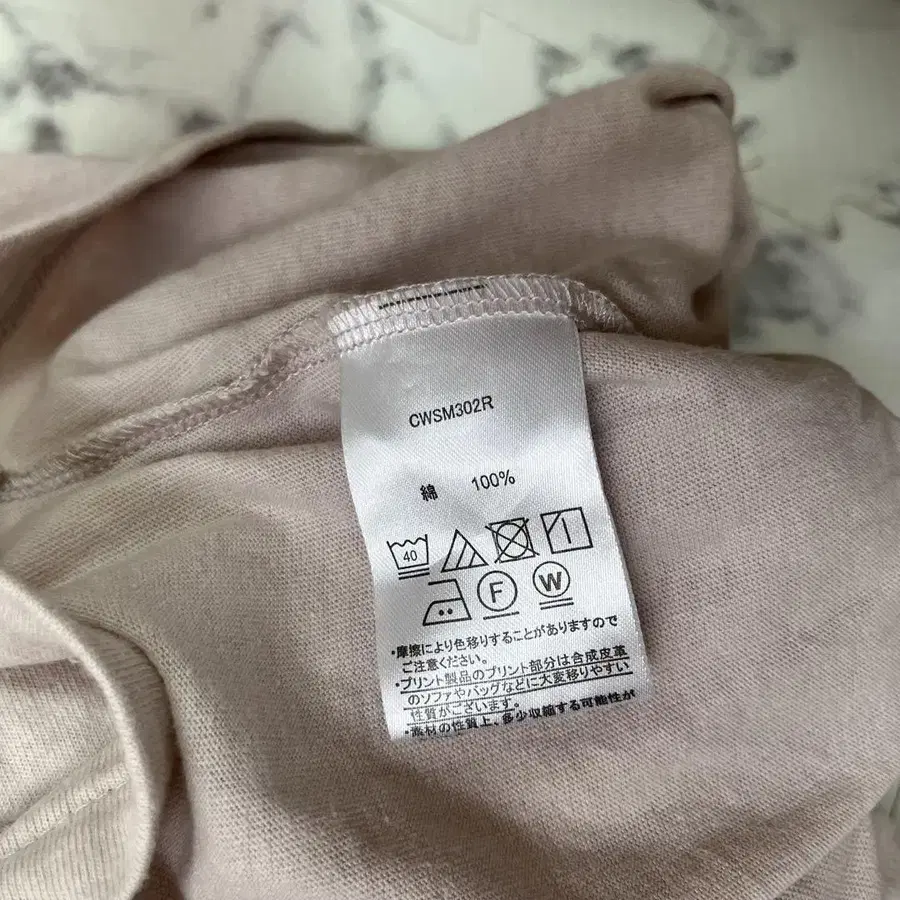 CWSM302R
綿 100%
40
F W
・摩擦により色移りすることがありますので
ご注意ください。
・プリント製品のプリント部分は合成皮革
のソファやバッグなどに大変移りやすい
性質がございます。
・素材の性質上、多少収縮する可能性が